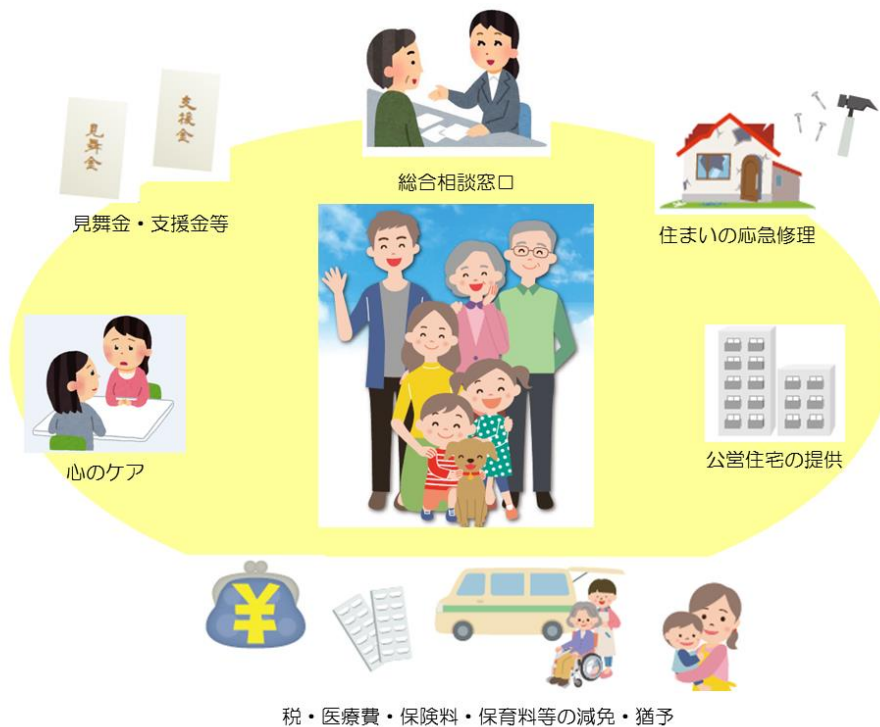 見舞金
支援金
総合相談窓口
見舞金・支援金等
住まいの応急修理
心のケア
公営住宅の提供
¥
税・医療費・保険料・保育料等の減免・猶予